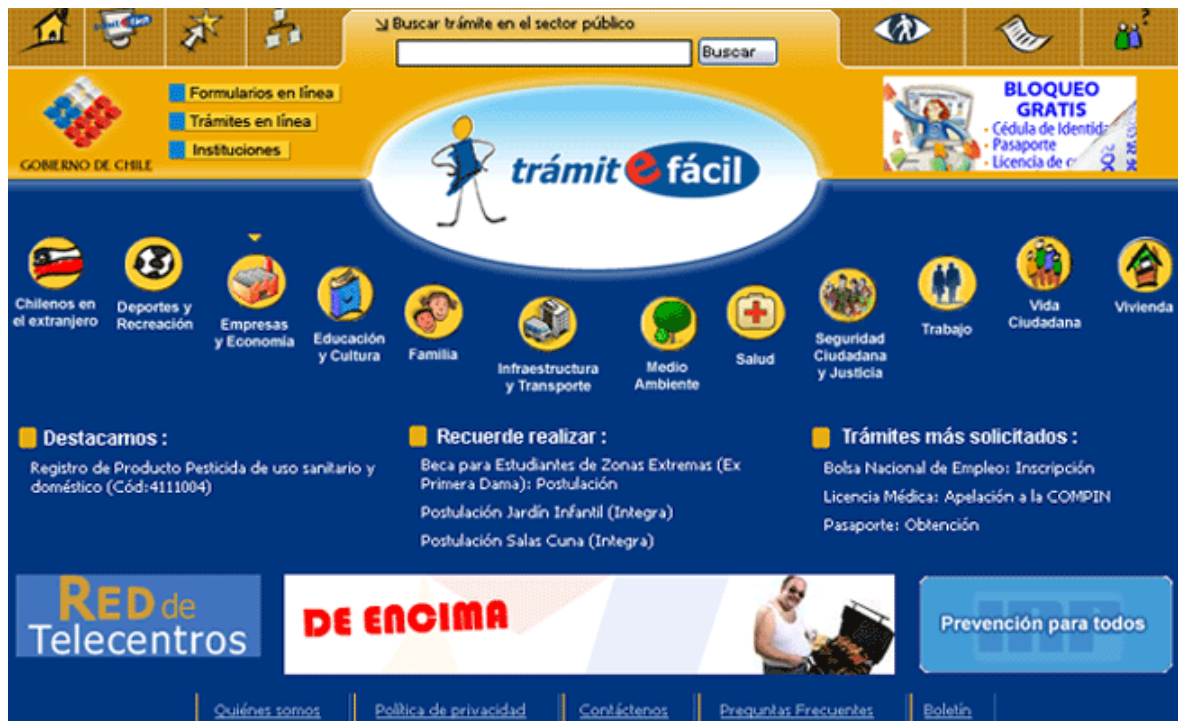 Buscar trámite en el sector público
Buscar
Formularios en línea
Trámites en línea
Instituciones
GOBIERNO DE CHILE
trámite fácil
BLOQUEO
GRATIS
- Cédula de
- Pasaporte
- Licencia de
Chilenos en
el extranjero
Deportes y
Recreación
Empresas
y Economía
Educación
y Cultura
Familia
Infraestructura
y Transporte
Medio
Ambiente
Salud
Seguridad
Ciudadana
y Justicia
Trabajo
Vida
Ciudadana
Vivienda
Destacamos :
Registro de Producto Pesticida de uso sanitario y
doméstico (Cód:4111004)
Recuerde realizar :
Beca para Estudiantes de Zonas Extremas (Ex
Primera Dama): Postulación
Postulación Jardín Infantil (Integra)
Postulación Salas Cuna (Integra)
Trámites más solicitados :
Bolsa Nacional de Empleo: Inscripción
Licencia Médica: Apelación a la COMPIN
Pasaporte: Obtención
RED de
Telecentros
DE ENCIMA
Prevención para todos
Quiénes somos
Política de privacidad
Contáctenos
Preguntas Frecuentes
Boletín